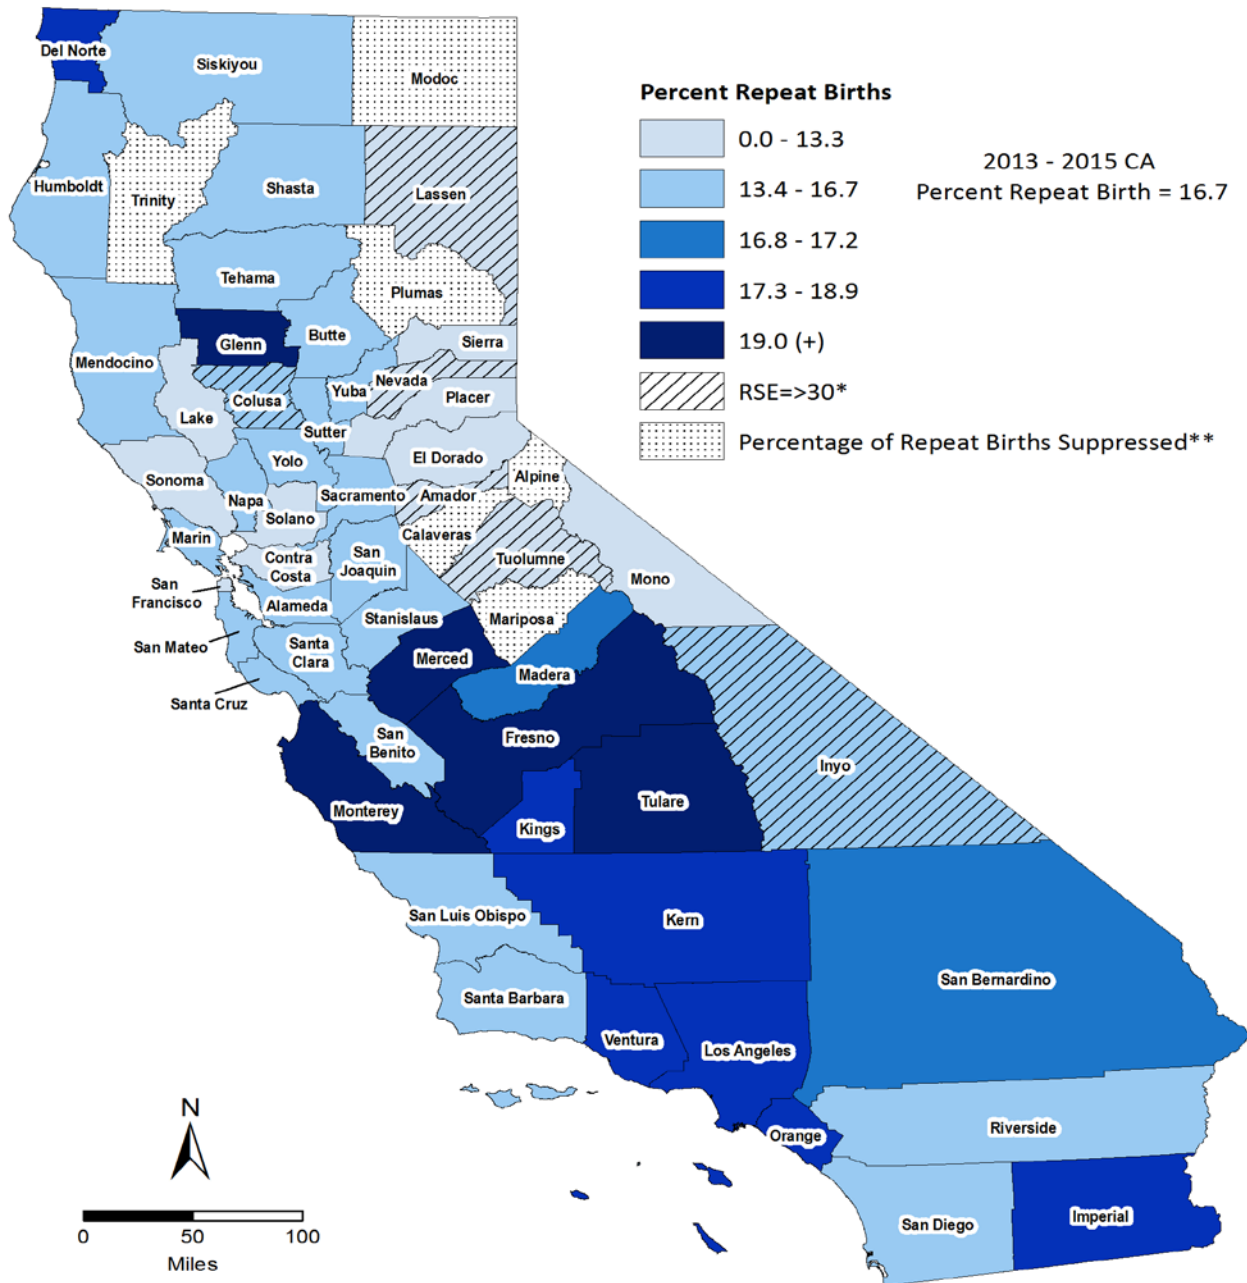 Del Norte
Siskiyou
Modoc
Humboldt
Trinity
Shasta
Lassen
Tehama
Plumas
Mendocino
Glenn
Butte
Sierra
Lake
Colusa
Yuba
Nevada
Placer
Sutter
Sonoma
Yolo
El Dorado
Napa
Solano
Sacramento
Amador
Alpine
Calaveras
Marin
Contra
Costa
San
Joaquin
Tuolumne
Mono
San
Francisco
Alameda
Stanislaus
Mariposa
San Mateo
Santa
Clara
Merced
Madera
Santa Cruz
San
Benito
Fresno
Inyo
Monterey
Kings
Tulare
San Luis Obispo
Kern
San Bernardino
Santa Barbara
Ventura
Los Angeles
Orange
Riverside
San Diego
Imperial
Percent Repeat Births
0.0 - 13.3
13.4 - 16.7
16.8 - 17.2
17.3 - 18.9
19.0 (+)
RSE=>30*
Percentage of Repeat Births Suppressed**
2013 - 2015 CA
Percent Repeat Birth = 16.7
N
0 50 100
Miles